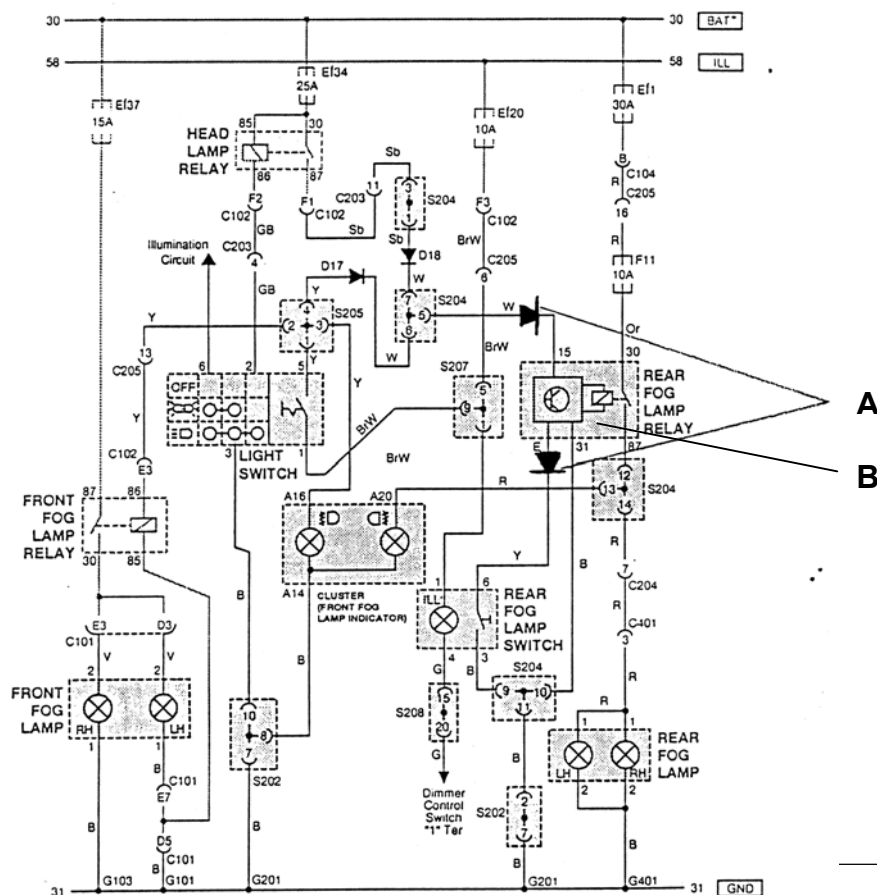 30
30
BAT+
58
58
ILL
Ef37
15A
Ef34
25A
Ef20
10A
Ef1
30A
85
30
HEAD
LAMP
RELAY
86
87
Sb
11
C203
3
S204
1
8
C104
R
C205
16
F2
C102
GB
F1
C102
Sb
Sb
F3
C102
BrW
R
Illumination
Circuit
C203
4
D18
D17
W
C205
6
F11
10A
GB
Y
Y
4
S205
2
3
1
7
S204
5
6
W
BrW
Or
13
C205
Y
W
15
30
A
6
2
5
Y
Y
S207
5
9
1
REAR
FOG
LAMP
RELAY
OFF
BrW
B
C102
E3
3
LIGHT
SWITCH
1
BrW
E
31
87
FRONT
FOG
LAMP
RELAY
87
86
30
85
A16
A20
R
12
13
S204
14
A14
CLUSTER
(FRONT FOG
LAMP INDICATOR)
Y
B
R
7
C204
R
1
6
ILL
REAR
FOG
LAMP
SWITCH
4
3
C401
3
B
B
E3
D3
C101
V
V
G
B
S204
9
10
11
R
R
FRONT
FOG
LAMP
2
2
RH
LH
1
1
10
8
7
S202
S208
15
20
G
B
1
1
REAR
FOG
LAMP
LH
RH
2
2
B
C101
E7
Dimmer
Control
Switch
"1" Ter
S202
2
7
B
B
D5
C101
B
B
B
31
G103
G101
G201
G201
G401
31
GND